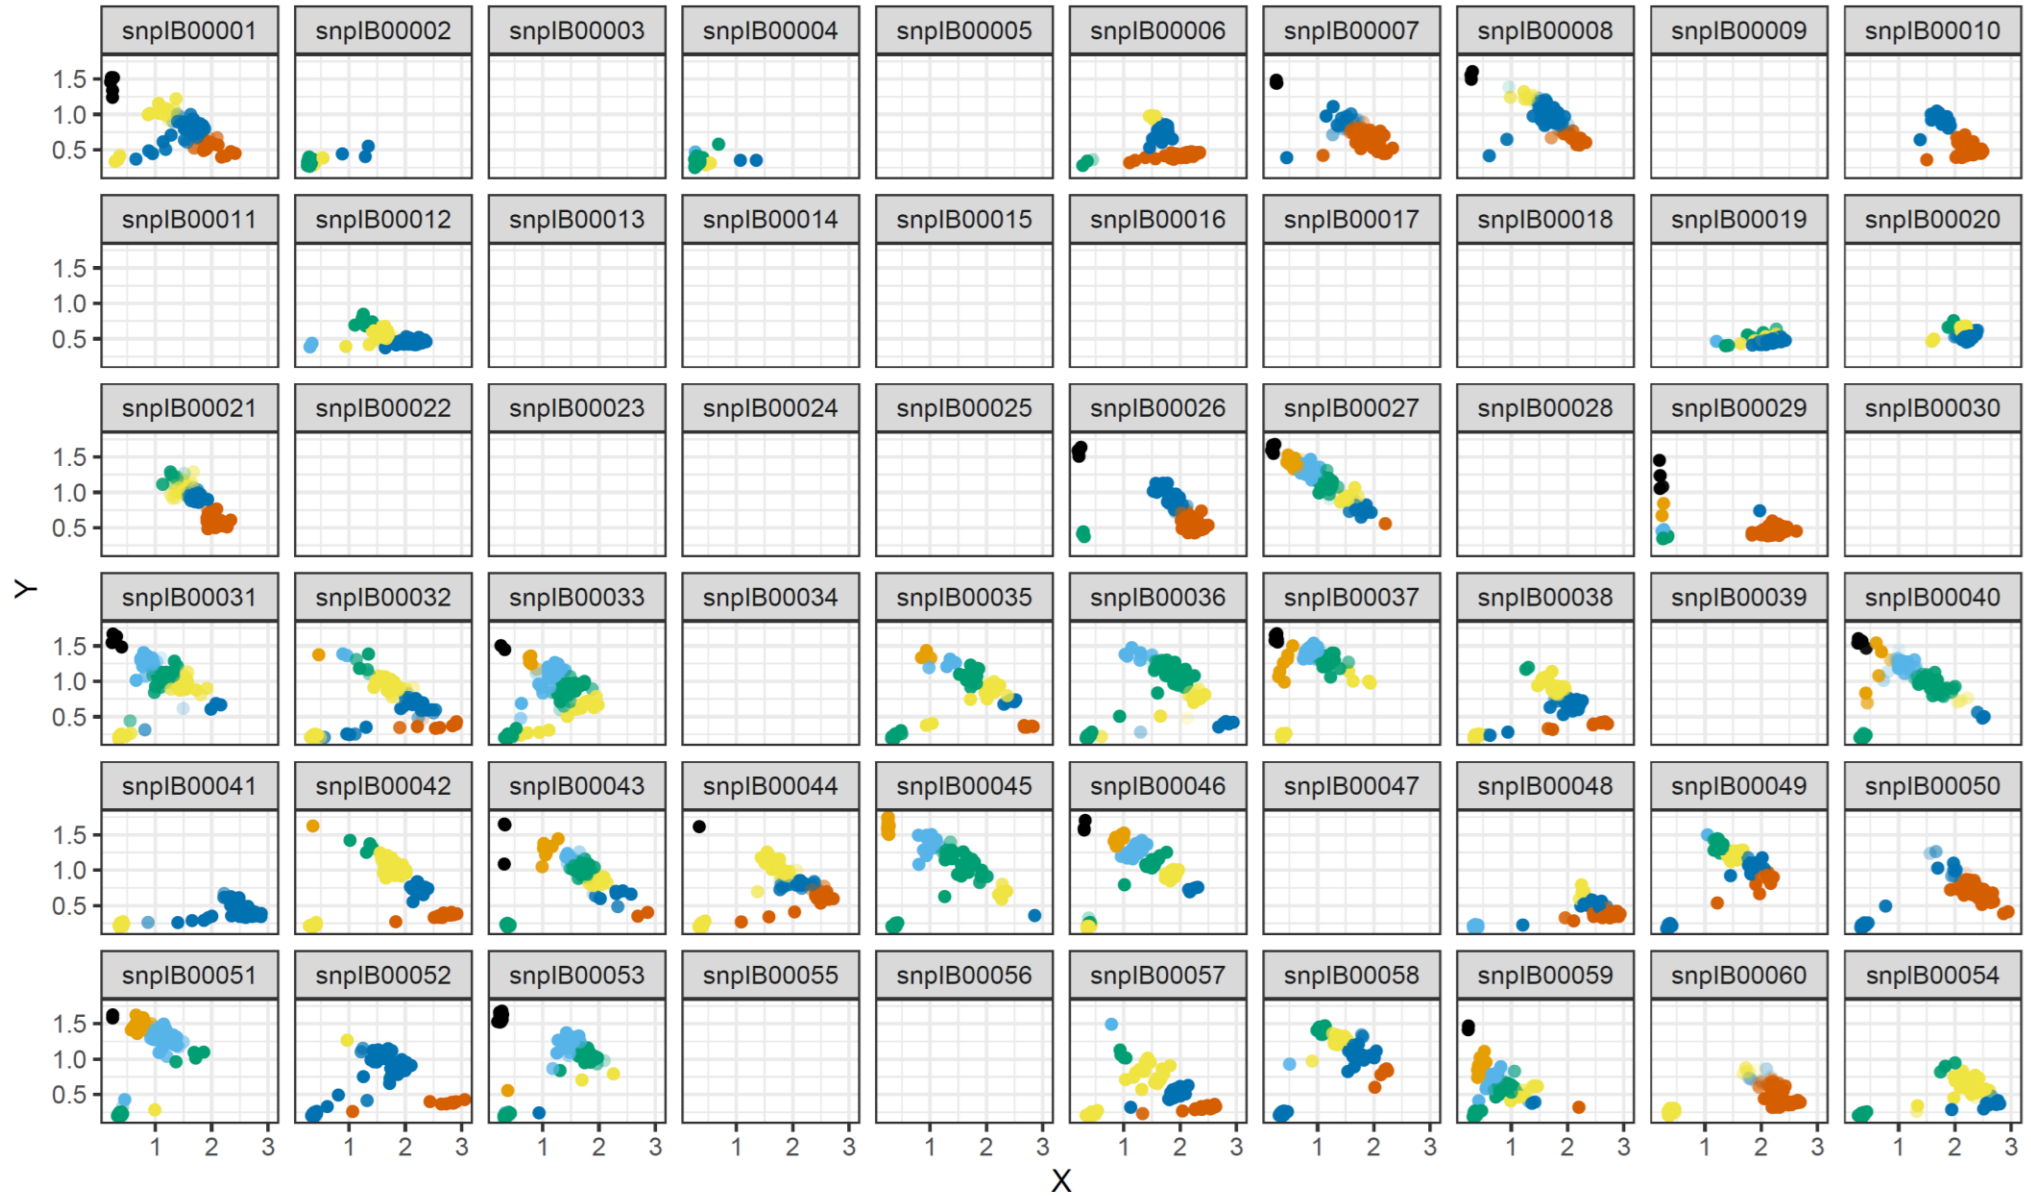 snpIB00001 snpIB00002 snpIB00003 snpIB00004 snpIB00005 snpIB00006 snpIB00007 snpIB00008 snpIB00009 snpIB00010
1.5
1.0
0.5
snpIB00011 snpIB00012 snpIB00013 snpIB00014 snpIB00015 snpIB00016 snpIB00017 snpIB00018 snpIB00019 snpIB00020
1.5
1.0
0.5
snpIB00021 snpIB00022 snpIB00023 snpIB00024 snpIB00025 snpIB00026 snpIB00027 snpIB00028 snpIB00029 snpIB00030
1.5
1.0
0.5
Y
snpIB00031 snpIB00032 snpIB00033 snpIB00034 snpIB00035 snpIB00036 snpIB00037 snpIB00038 snpIB00039 snpIB00040
1.5
1.0
0.5
snpIB00041 snpIB00042 snpIB00043 snpIB00044 snpIB00045 snpIB00046 snpIB00047 snpIB00048 snpIB00049 snpIB00050
1.5
1.0
0.5
snpIB00051 snpIB00052 snpIB00053 snpIB00055 snpIB00056 snpIB00057 snpIB00058 snpIB00059 snpIB00060 snpIB00054
1.5
1.0
0.5
1 2 3 1 2 3 1 2 3 1 2 3 1 2 3 1 2 3 1 2 3 1 2 3 1 2 3 1 2 3
X